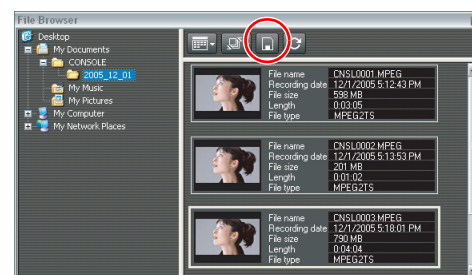 File Browser
Desktop
My Documents
CONSOLE
2005_12_01
My Music
My Pictures
My Computer
My Network Places
File name CNSL0001.MPEG
Recording date 12/1/2005 5:12:43 PM
File size 598 MB
Length 0:03:05
File type MPEG2TS
File name CNSL0002.MPEG
Recording date 12/1/2005 5:13:53 PM
File size 201 MB
Length 0:01:02
File type MPEG2TS
File name CNSL0003.MPEG
Recording date 12/1/2005 5:18:01 PM
File size 790 MB
Length 0:04:04
File type MPEG2TS